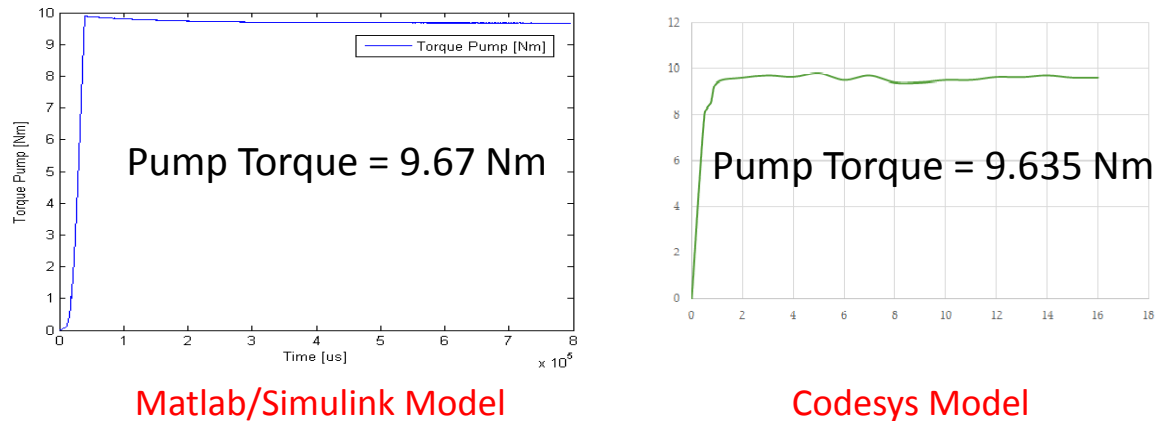 10
9
8
7
6
5
4
3
2
1
0
Torque Pump [Nm]
Torque Pump [Nm]
Pump Torque = 9.67 Nm
0 1 2 3 4 5 6 7 8
Time [us]
x 10⁵
Matlab/Simulink Model
12
10
8
6
4
2
0
Pump Torque = 9.635 Nm
0 2 4 6 8 10 12 14 16 18
Codesys Model